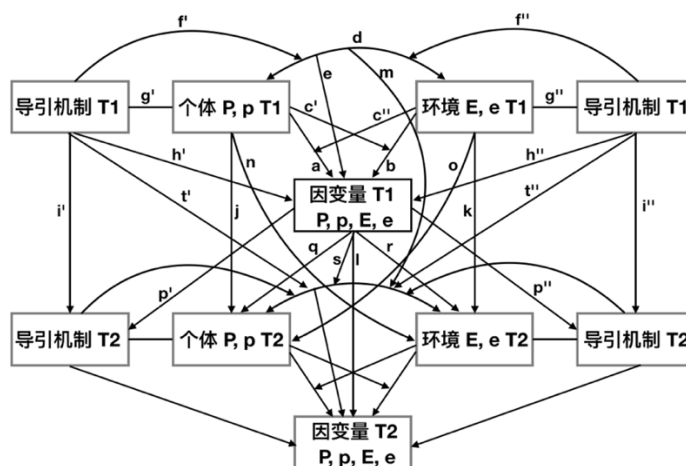 f'
d
f''
e
m
导引机制 T1
g'
个体 P, p T1
c'
c''
环境 E, e T1
g''
导引机制 T1
a
b
h'
n
o
h''
因变量 T1
P, p, E, e
i'
t'
j
k
t''
i''
q
s
l
r
p'
p''
导引机制 T2
个体 P, p T2
环境 E, e T2
导引机制 T2
因变量 T2
P, p, E, e